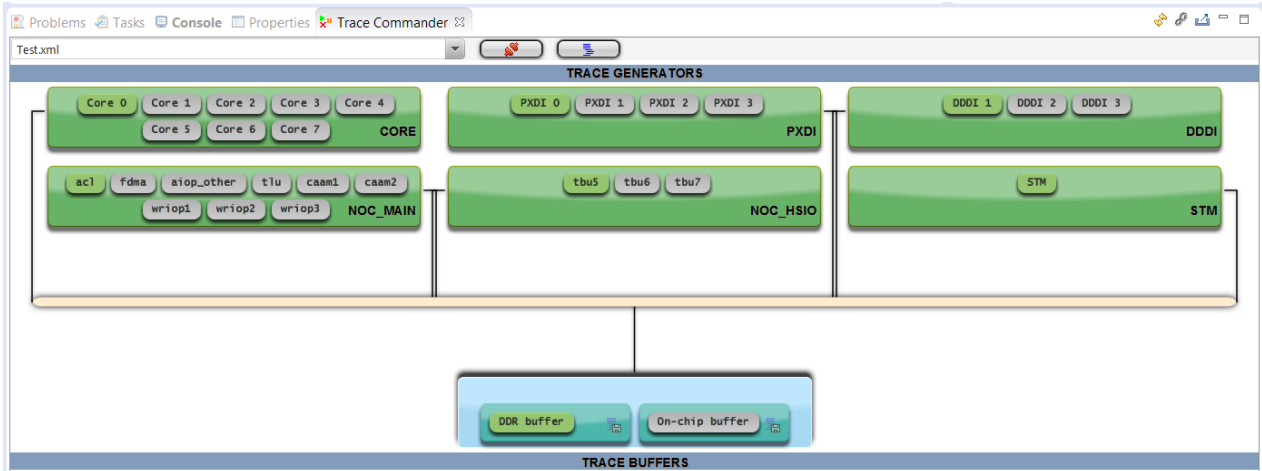 Problems Tasks Console Properties Trace Commander
Test.xml
TRACE GENERATORS
Core 0 Core 1 Core 2 Core 3 Core 4
Core 5 Core 6 Core 7 CORE
PXDI 0 PXDI 1 PXDI 2 PXDI 3
PXDI
DDDI 1 DDDI 2 DDDI 3
DDDI
acl fdma aiop_other tlu caam1 caam2
wriop1 wriop2 wriop3 NOC_MAIN
tbu5 tbu6 tbu7
NOC_HSIO
STM
STM
DDR buffer On-chip buffer
TRACE BUFFERS